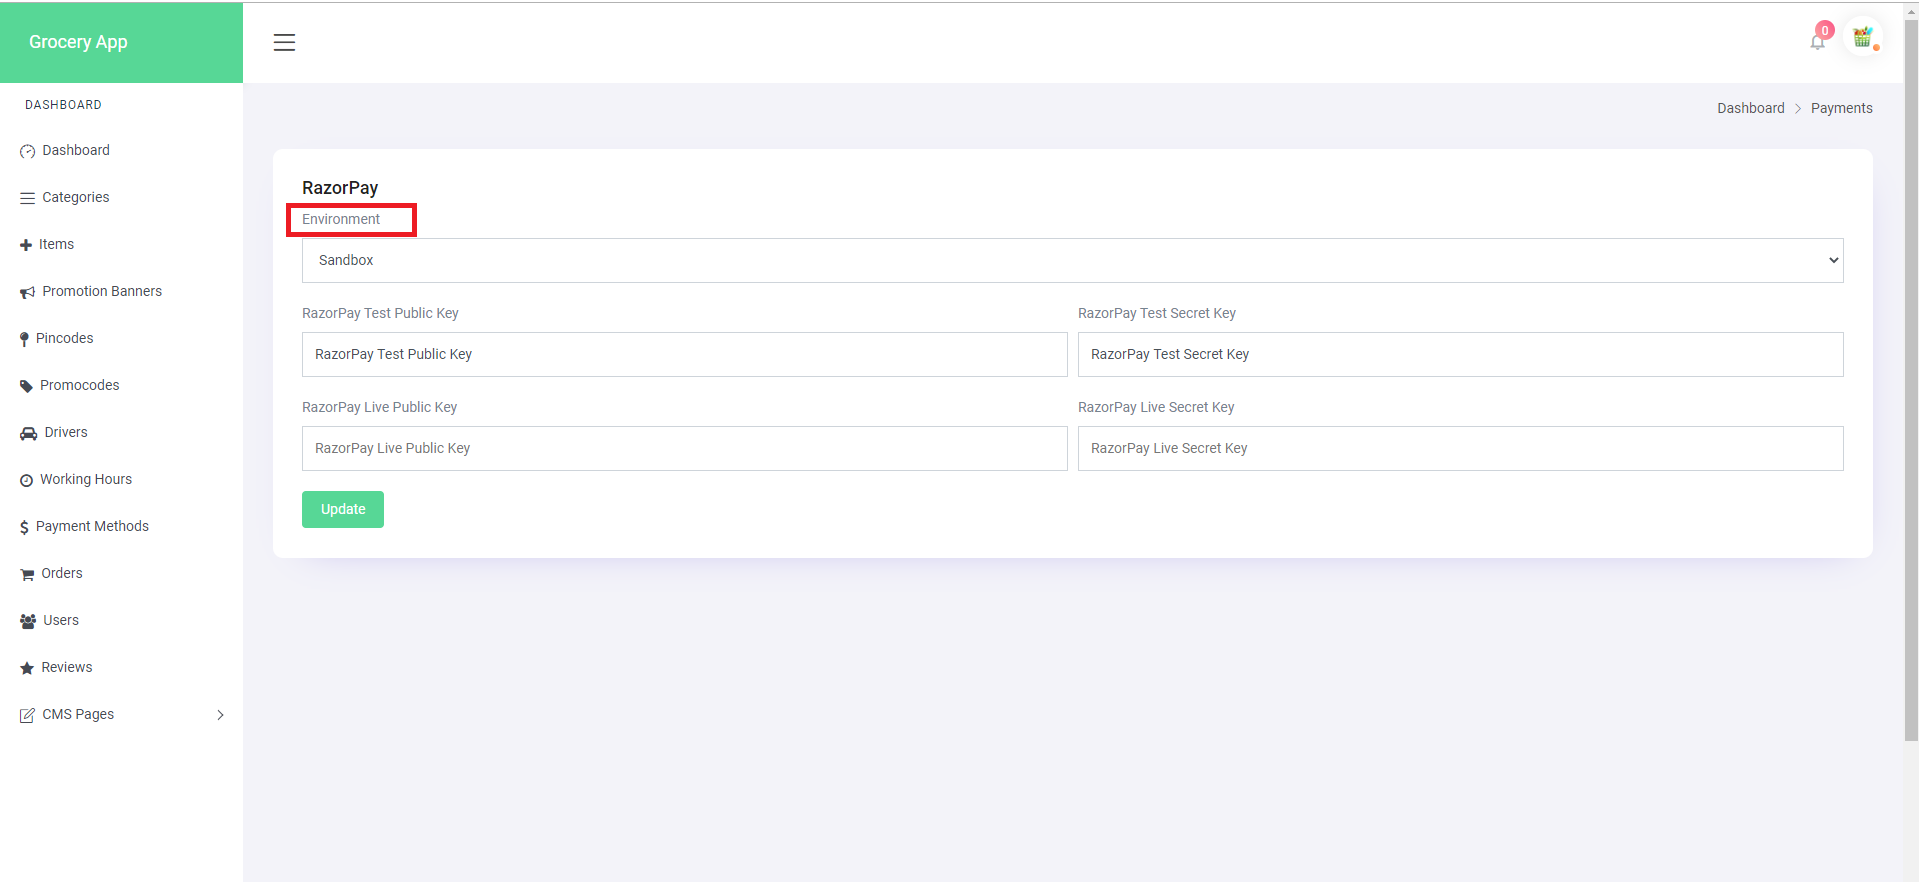 Grocery App
0
DASHBOARD
Dashboard
Categories
Items
Promotion Banners
Pincodes
Promocodes
Drivers
Working Hours
Payment Methods
Orders
Users
Reviews
CMS Pages
Dashboard > Payments
RazorPay
Environment
Sandbox
RazorPay Test Public Key RazorPay Test Secret Key
RazorPay Test Public Key RazorPay Test Secret Key
RazorPay Live Public Key RazorPay Live Secret Key
RazorPay Live Public Key RazorPay Live Secret Key
Update